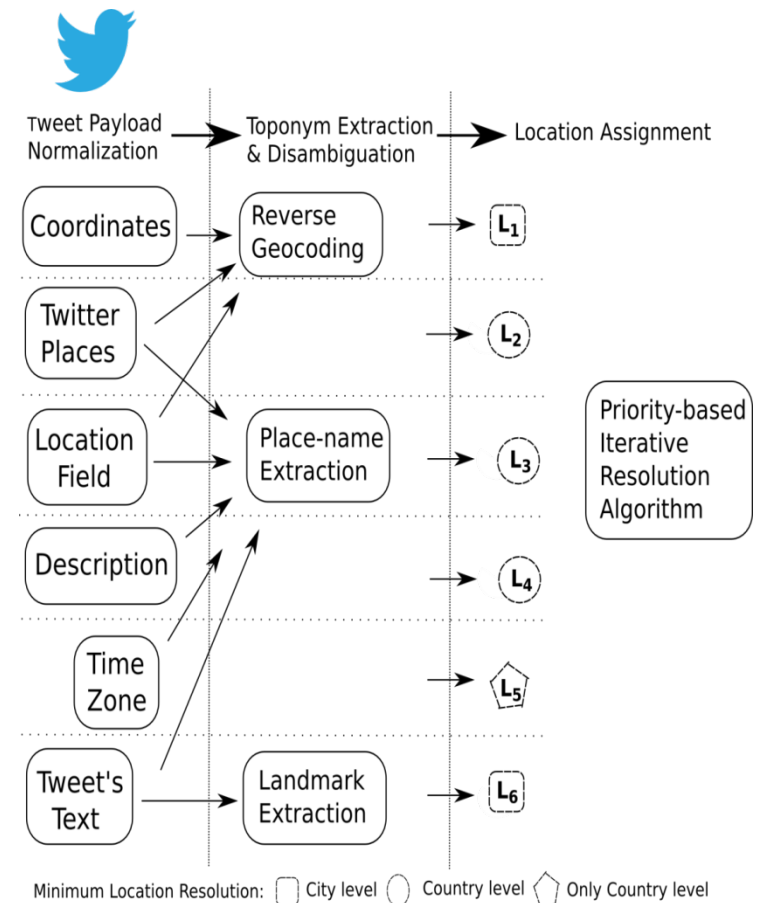 Tweet Payload
Normalization
Toponym Extraction
& Disambiguation
Location Assignment
Coordinates
Reverse
Geocoding
L1
Twitter
Places
L2
Location
Field
Place-name
Extraction
L3
Priority-based
Iterative
Resolution
Algorithm
Description
L4
Time
Zone
L5
Tweet's
Text
Landmark
Extraction
L6
Minimum Location Resolution: City level Country level Only Country level